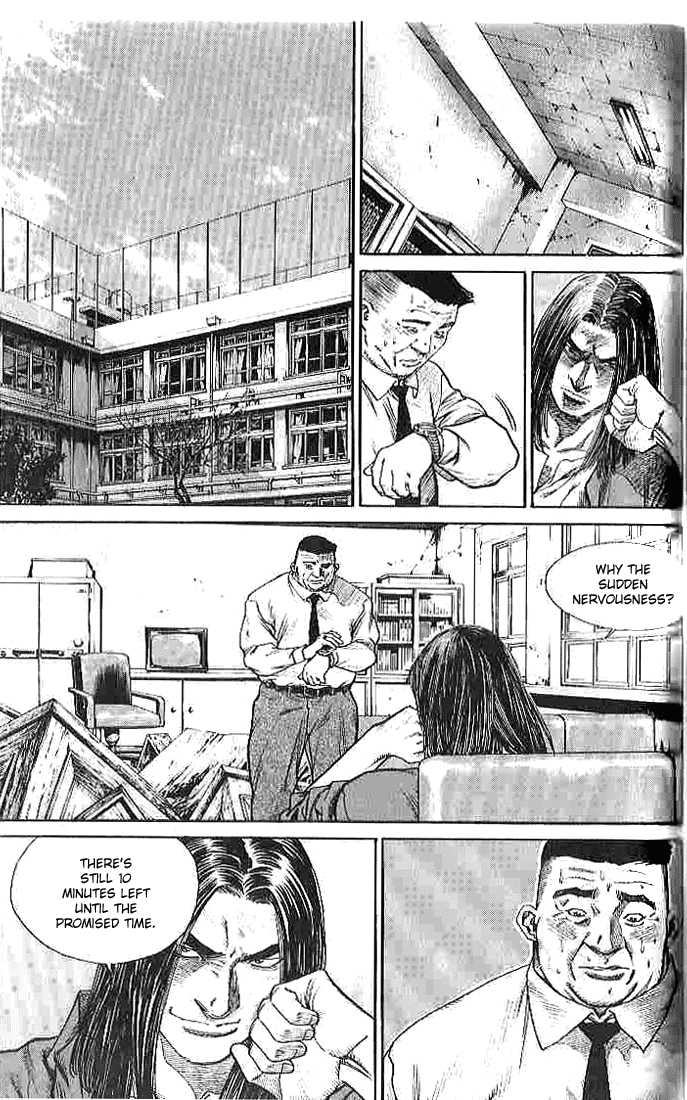 WHY THE
SUDDEN
NERVOUSNESS?
THERE'S
STILL 10
MINUTES LEFT
UNTIL THE
PROMISED TIME.